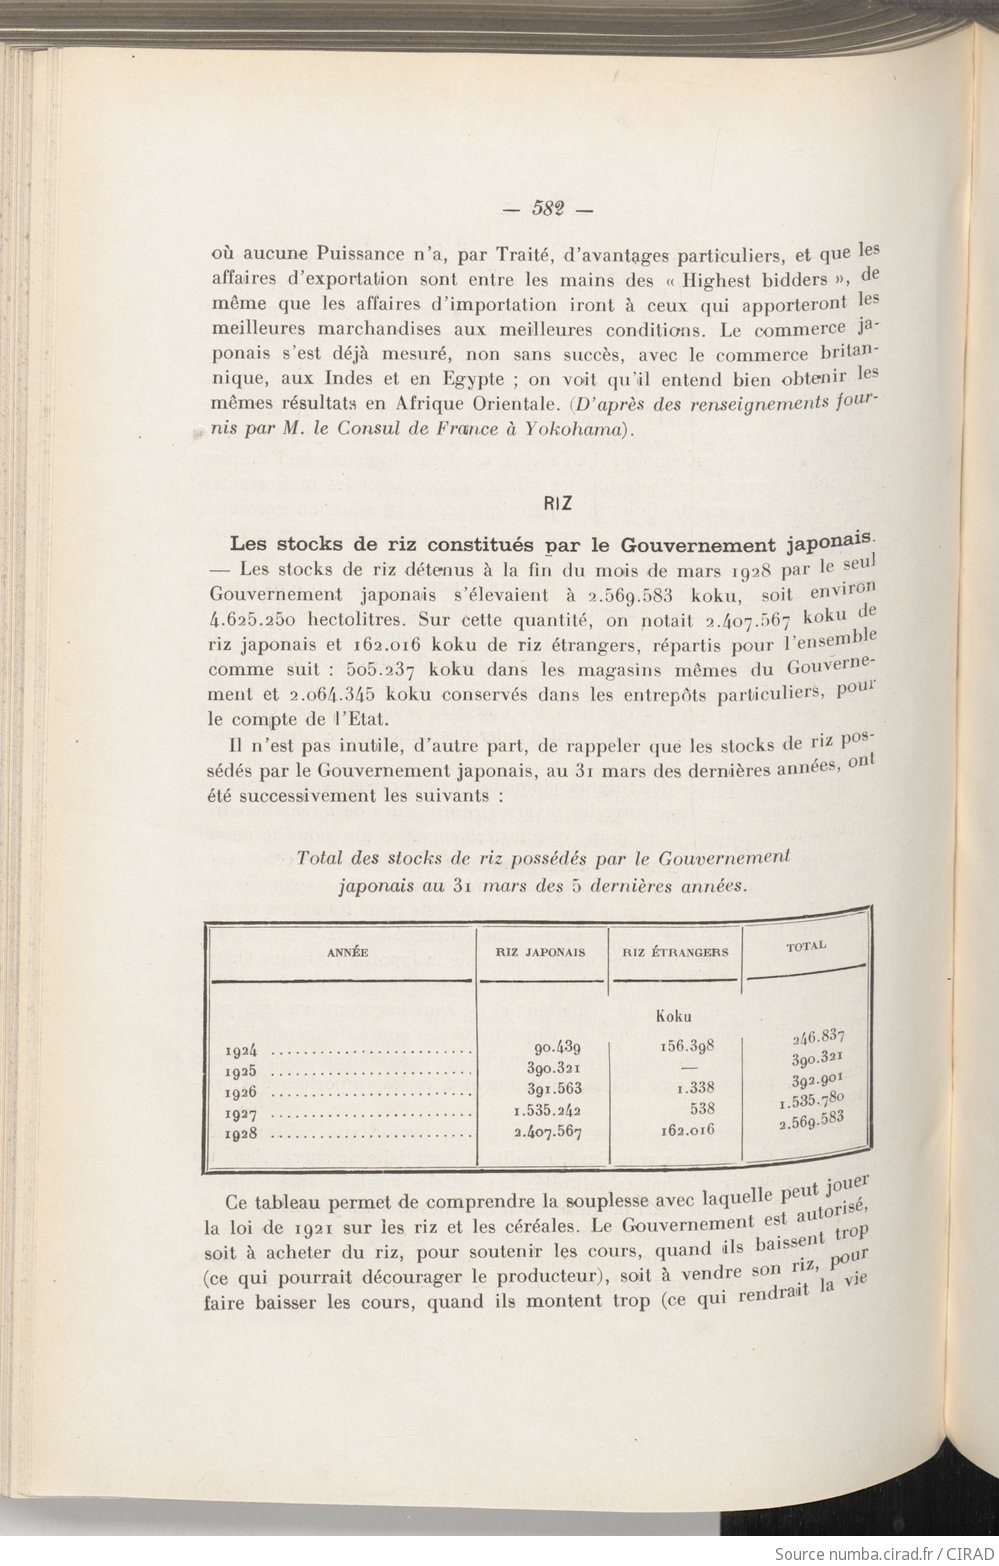 — 582 —
où aucune Puissance n'a, par Traité, d'avantages particuliers, et que les
affaires d'exportation sont entre les mains des « Highest bidders », de
même que les affaires d'importation iront à ceux qui apporteront les
meilleures marchandises aux meilleures conditions. Le commerce ja-
ponais s'est déjà mesuré, non sans succès, avec le commerce britan-
nique, aux Indes et en Egypte ; on voit qu'il entend bien obtenir les
mêmes résultats en Afrique Orientale. (D'après des renseignements four-
nis par M. le Consul de France à Yokohama).
RIZ
Les stocks de riz constitués par le Gouvernement japonais.
— Les stocks de riz détenus à la fin du mois de mars 1928 par le seul
Gouvernement japonais s'élevaient à 2.569.583 koku, soit environ
4.625.250 hectolitres. Sur cette quantité, on notait 2.407.567 koku de
riz japonais et 162.016 koku de riz étrangers, répartis pour l'ensemble
comme suit : 505.237 koku dans les magasins mêmes du Gouverne-
ment et 2.064.345 koku conservés dans les entrepôts particuliers, pour
le compte de l'Etat.
Il n'est pas inutile, d'autre part, de rappeler que les stocks de riz pos-
sédés par le Gouvernement japonais, au 31 mars des dernières années, ont
été successivement les suivants :
Total des stocks de riz possédés par le Gouvernement
japonais au 31 mars des 5 dernières années.
ANNÉE RIZ JAPONAIS RIZ ÉTRANGERS TOTAL
Koku
1924 ......................... 90.439 156.398 246.837
1925 ......................... 390.321 — 390.321
1926 ......................... 391.563 1.338 392.901
1927 ......................... 1.535.242 538 1.535.780
1928 ......................... 2.407.567 162.016 2.569.583
Ce tableau permet de comprendre la souplesse avec laquelle peut jouer
la loi de 1921 sur les riz et les céréales. Le Gouvernement est autorisé,
soit à acheter du riz, pour soutenir les cours, quand ils baissent trop
(ce qui pourrait décourager le producteur), soit à vendre son riz, pour
faire baisser les cours, quand ils montent trop (ce qui rendrait la vie
Source numba.cirad.fr / CIRAD